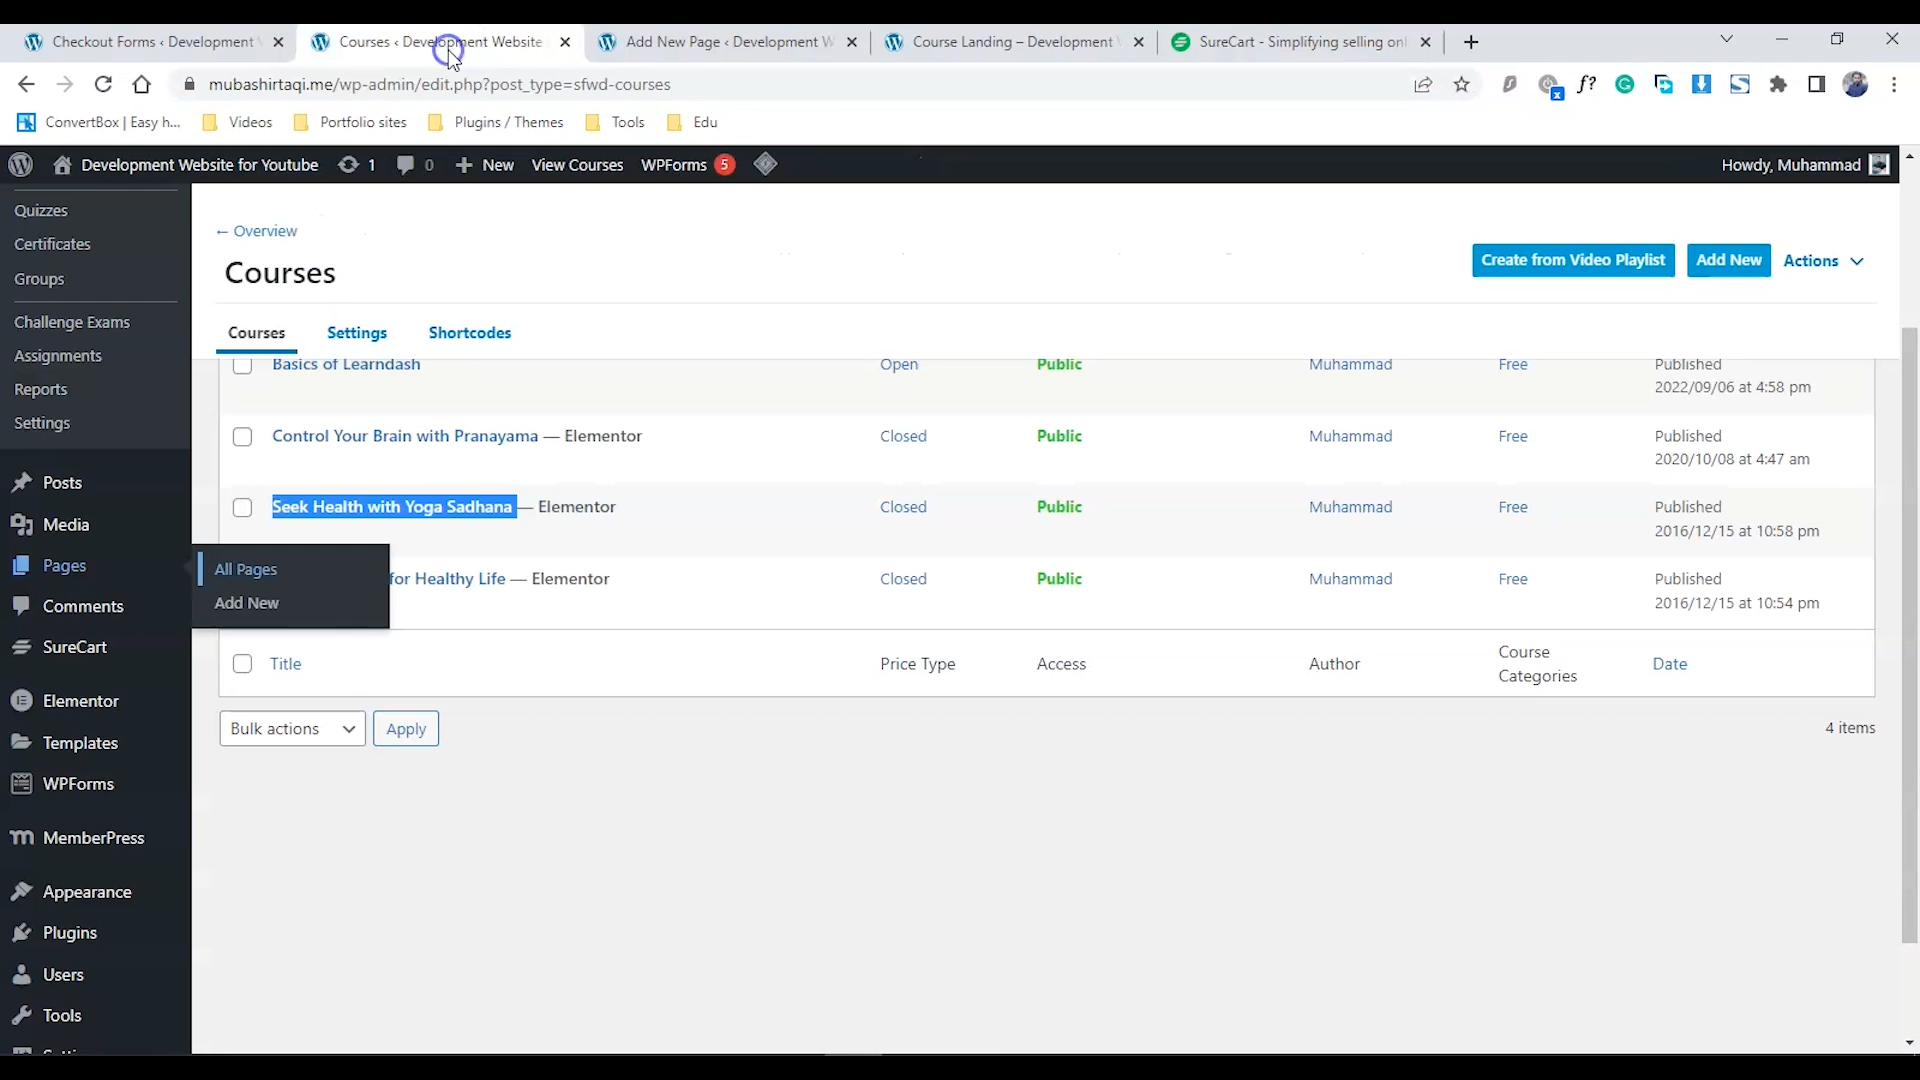 Checkout Forms ‹ Development
Courses ‹ Development Website
Add New Page ‹ Development W
Course Landing – Development
SureCart - Simplifying selling onl
mubashirtaqi.me/wp-admin/edit.php?post_type=sfwd-courses
ConvertBox | Easy h...
Videos
Portfolio sites
Plugins / Themes
Tools
Edu
Development Website for Youtube
1
0
New
View Courses
WPForms 5
Howdy, Muhammad
Quizzes
Certificates
Groups
Challenge Exams
Assignments
Reports
Settings
Posts
Media
Pages
Comments
SureCart
Elementor
Templates
WPForms
MemberPress
Appearance
Plugins
Users
Tools
All Pages
Add New
← Overview
Courses
Create from Video Playlist
Add New
Actions
Courses
Settings
Shortcodes
Basics of Learndash Open Public Muhammad Free Published
2022/09/06 at 4:58 pm
Control Your Brain with Pranayama — Elementor Closed Public Muhammad Free Published
2020/10/08 at 4:47 am
Seek Health with Yoga Sadhana — Elementor Closed Public Muhammad Free Published
2016/12/15 at 10:58 pm
for Healthy Life — Elementor Closed Public Muhammad Free Published
2016/12/15 at 10:54 pm
Title Price Type Access Author Course Categories Date
Bulk actions
Apply
4 items